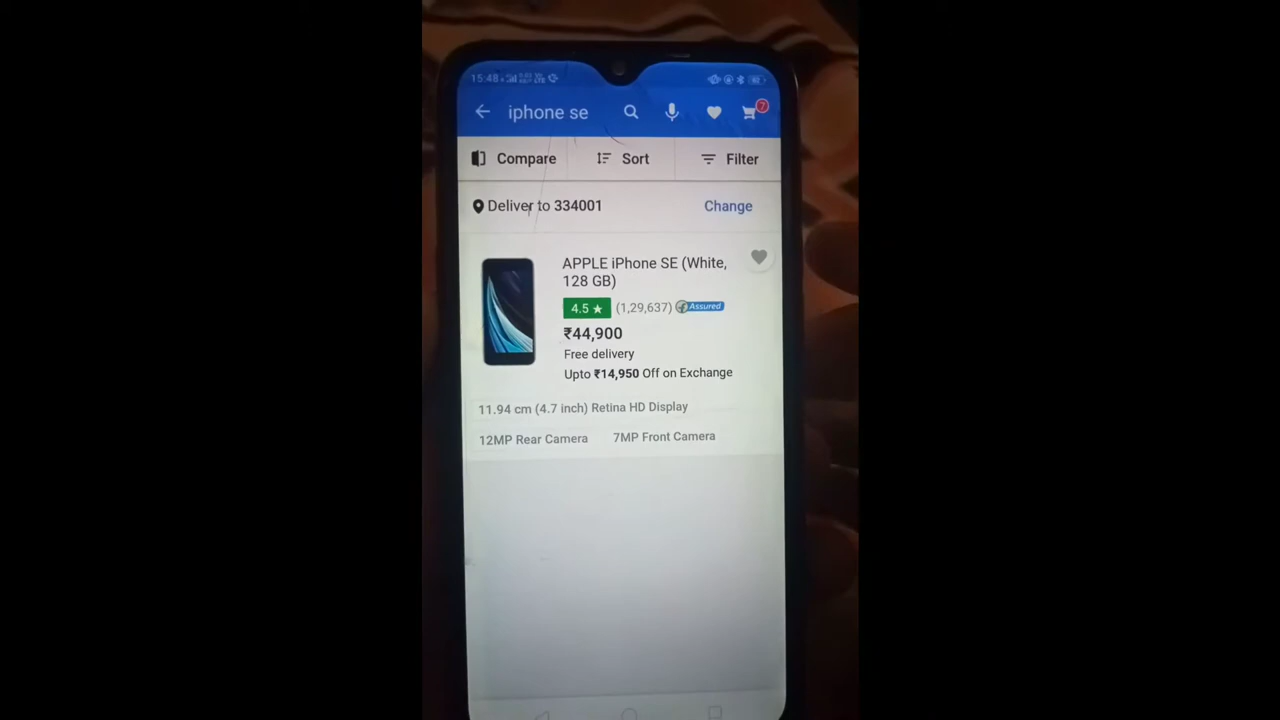 15:48
iphone se
7
Compare
Sort
Filter
Deliver to 334001
Change
APPLE iPhone SE (White,
128 GB)
4.5 ★ (1,29,637) Assured
₹44,900
Free delivery
Upto ₹14,950 Off on Exchange
11.94 cm (4.7 inch) Retina HD Display
12MP Rear Camera
7MP Front Camera